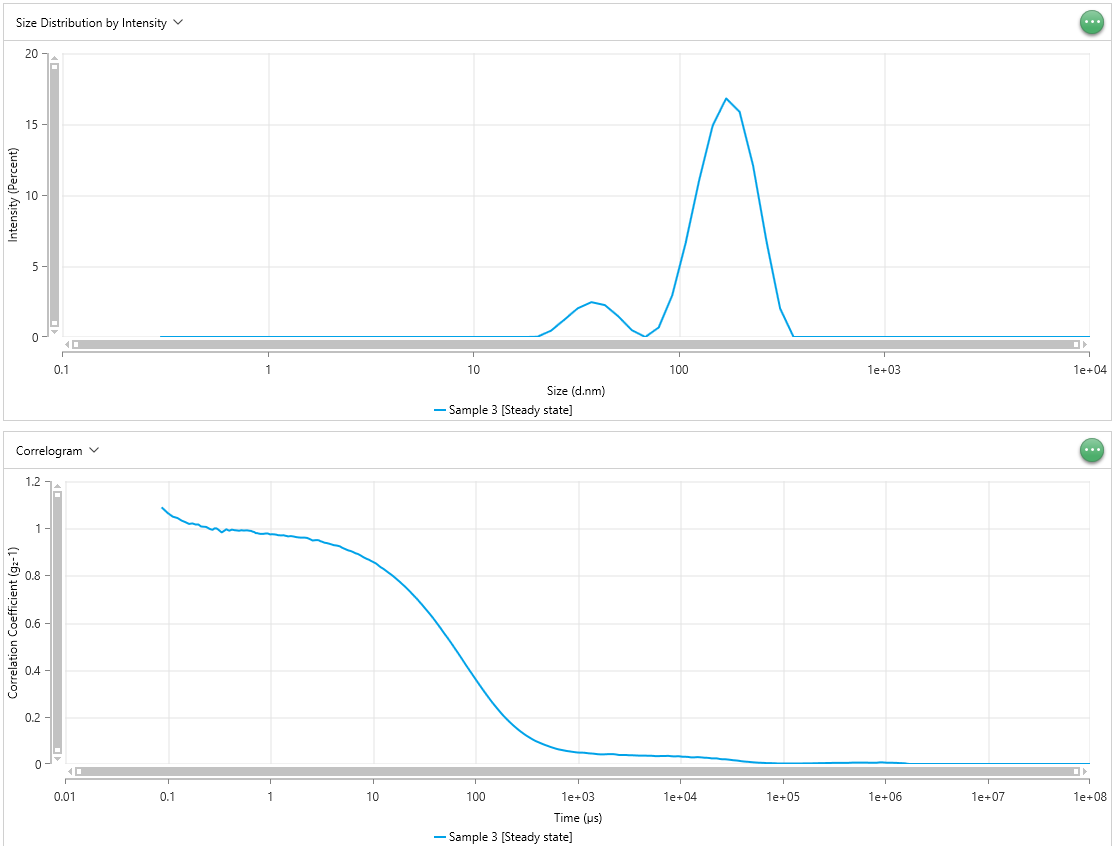 Size Distribution by Intensity
20
15
10
5
0
Intensity (Percent)
0.1 1 10 100 1e+03 1e+04
Size (d.nm)
Sample 3 [Steady state]
Correlogram
1.2
1
0.8
0.6
0.4
0.2
0
Correlation Coefficient (g₂-1)
0.01 0.1 1 10 100 1e+03 1e+04 1e+05 1e+06 1e+07 1e+08
Time (µs)
Sample 3 [Steady state]